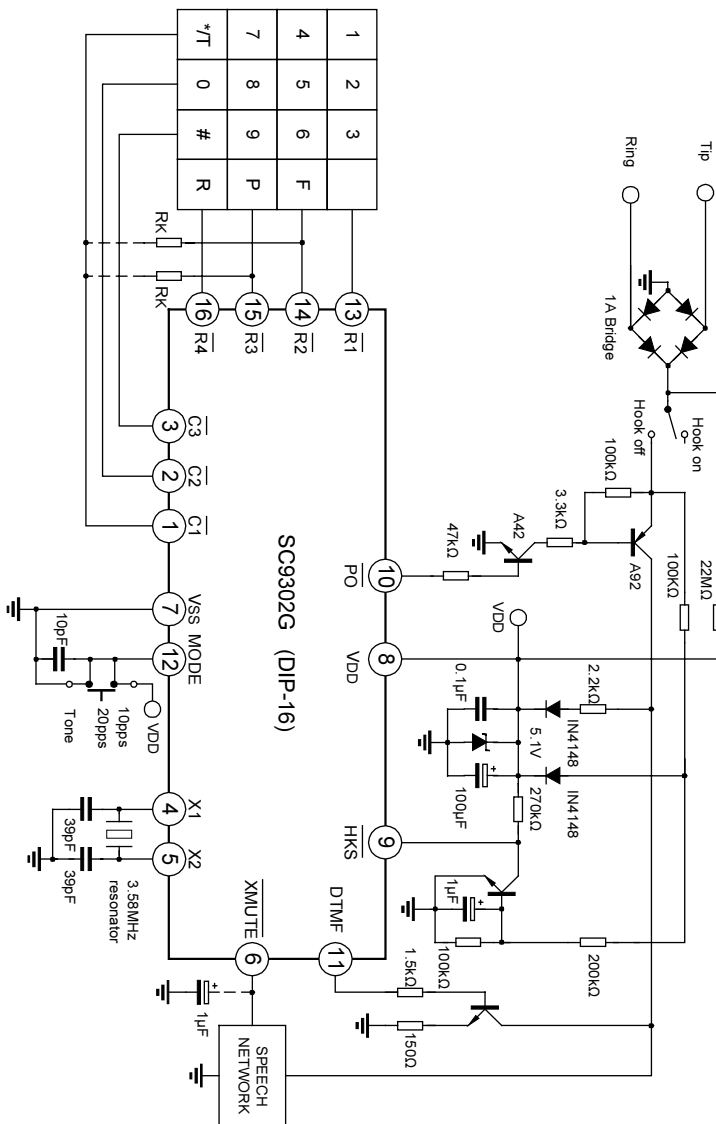 Tip
Ring
1A Bridge
Hook on
Hook off
22MΩ
100KΩ
100kΩ
A92
3.3kΩ
A42
47kΩ
VDD
2.2kΩ
IN4148
IN4148
5.1V
0.1µF
100µF
+
270kΩ
1µF
+
100kΩ
200kΩ
1.5kΩ
150Ω
1 2 3
4 5 6 F
7 8 9 P
*/T 0 # R
RK
RK
13 R1
14 R2
15 R3
16 R4
10 PO
8 VDD
9 HKS
11 DTMF
SC9302G (DIP-16)
3 C3
2 C2
1 C1
7 VSS
12 MODE
4 X1
5 X2
6 XMUTE
10pF
VDD
10pps
20pps
Tone
39pF
39pF
3.58MHz
resonator
1µF
+
SPEECH
NETWORK